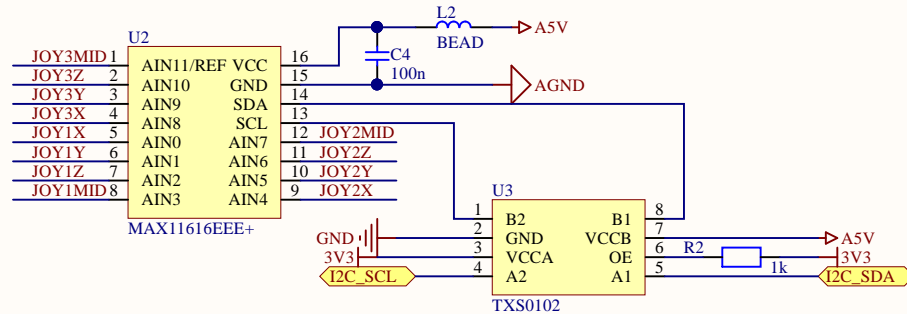 L2
A5V
BEAD
U2
C4
100n
AGND
JOY3MID 1 AIN11/REF VCC 16
JOY3Z 2 AIN10 GND 15
JOY3Y 3 AIN9 SDA 14
JOY3X 4 AIN8 SCL 13
JOY1X 5 AIN0 AIN7 12 JOY2MID
JOY1Y 6 AIN1 AIN6 11 JOY2Z
JOY1Z 7 AIN2 AIN5 10 JOY2Y
JOY1MID 8 AIN3 AIN4 9 JOY2X
MAX11616EEE+
U3
1 B2 B1 8
GND 2 GND VCCB 7 A5V
3V3 3 VCCA OE 6 R2 1k 3V3
I2C_SCL 4 A2 A1 5 I2C_SDA
TXS0102